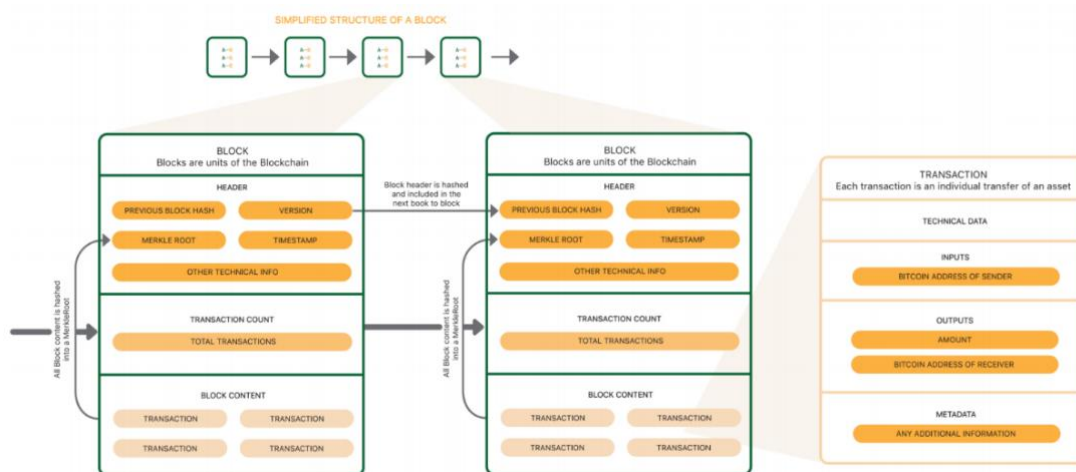 SIMPLIFIED STRUCTURE OF A BLOCK
BLOCK
Blocks are units of the Blockchain
HEADER
PREVIOUS BLOCK HASH
VERSION
MERKLE ROOT
TIMESTAMP
OTHER TECHNICAL INFO
TRANSACTION COUNT
TOTAL TRANSACTIONS
BLOCK CONTENT
TRANSACTION
TRANSACTION
TRANSACTION
TRANSACTION
All Block content is hashed
into a MerkleRoot
Block header is hashed
and included in the
next book to block
BLOCK
Blocks are units of the Blockchain
HEADER
PREVIOUS BLOCK HASH
VERSION
MERKLE ROOT
TIMESTAMP
OTHER TECHNICAL INFO
TRANSACTION COUNT
TOTAL TRANSACTIONS
BLOCK CONTENT
TRANSACTION
TRANSACTION
TRANSACTION
TRANSACTION
All Block content is hashed
into a MerkleRoot
TRANSACTION
Each transaction is an individual transfer of an asset
TECHNICAL DATA
INPUTS
BITCOIN ADDRESS OF SENDER
OUTPUTS
AMOUNT
BITCOIN ADDRESS OF RECEIVER
METADATA
ANY ADDITIONAL INFORMATION